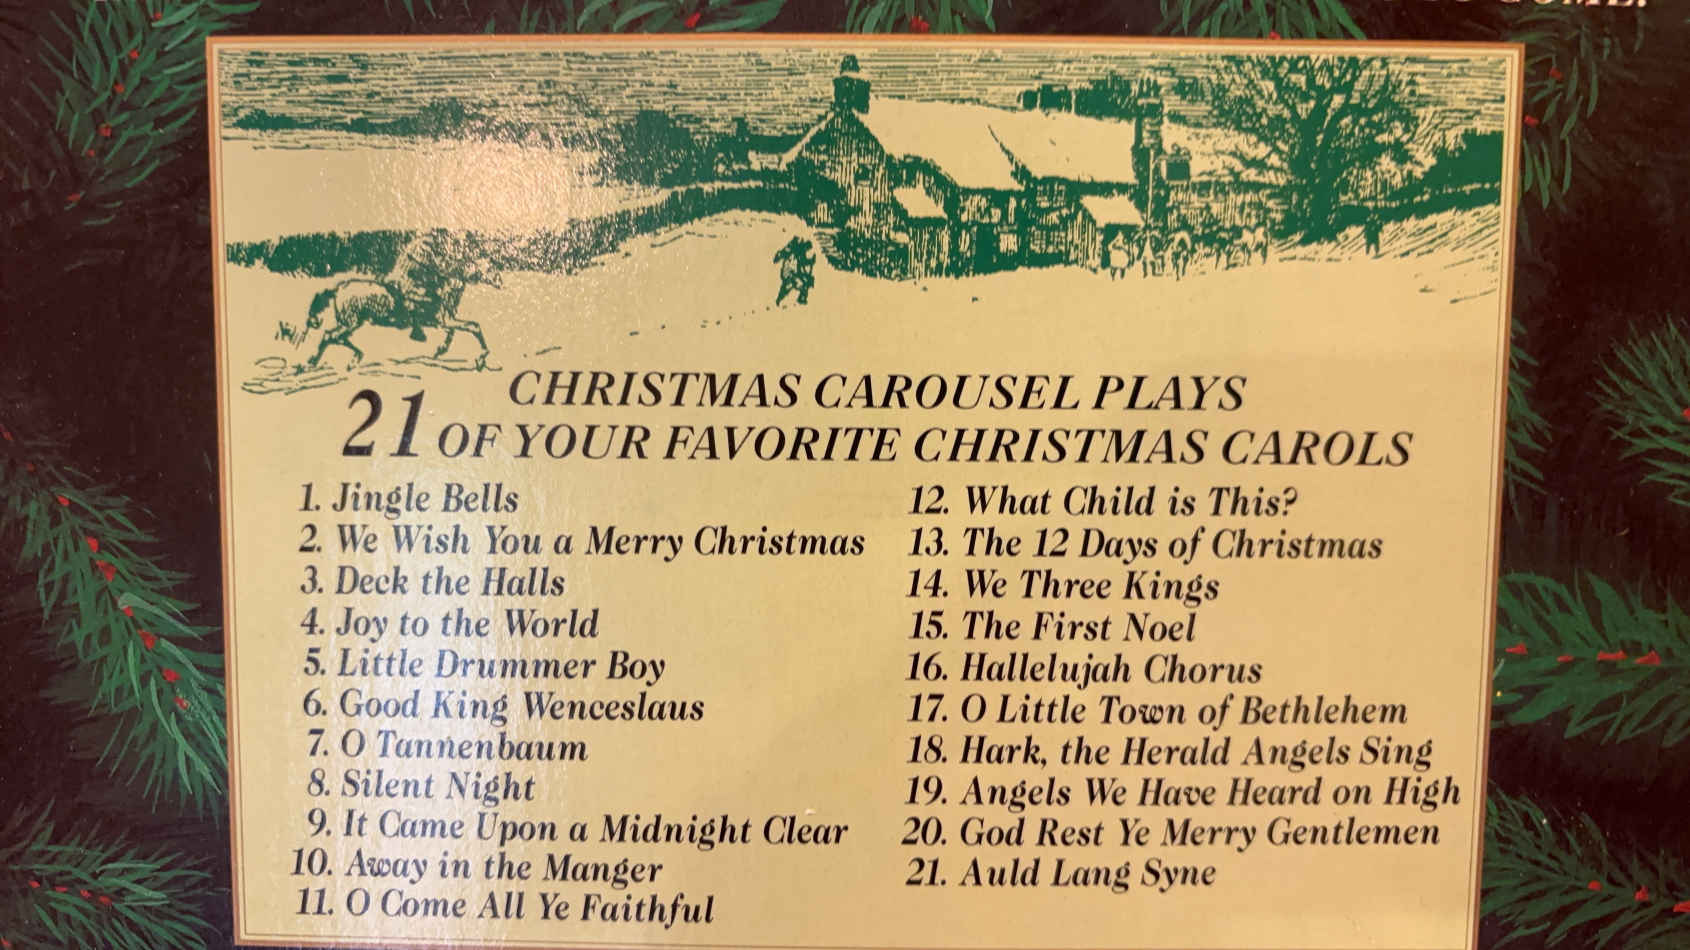 COME!
CHRISTMAS CAROUSEL PLAYS
21 OF YOUR FAVORITE CHRISTMAS CAROLS
1. Jingle Bells
2. We Wish You a Merry Christmas
3. Deck the Halls
4. Joy to the World
5. Little Drummer Boy
6. Good King Wenceslaus
7. O Tannenbaum
8. Silent Night
9. It Came Upon a Midnight Clear
10. Away in the Manger
11. O Come All Ye Faithful
12. What Child is This?
13. The 12 Days of Christmas
14. We Three Kings
15. The First Noel
16. Hallelujah Chorus
17. O Little Town of Bethlehem
18. Hark, the Herald Angels Sing
19. Angels We Have Heard on High
20. God Rest Ye Merry Gentlemen
21. Auld Lang Syne